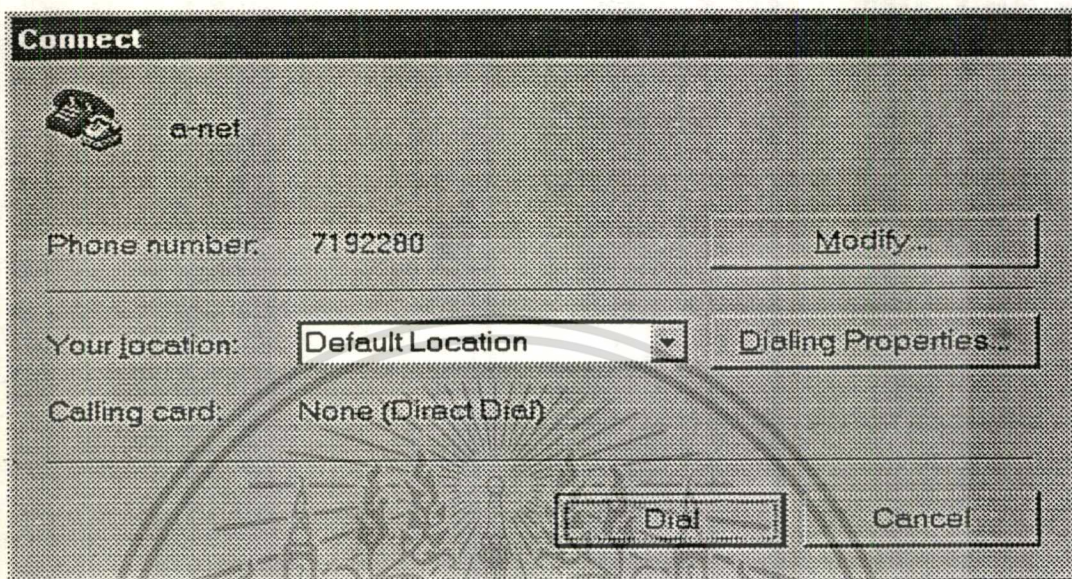 Connect
a-net
Phone number: 7192280 Modify...
Your location: Default Location Dialing Properties...
Calling card: None (Direct Dial)
Dial Cancel